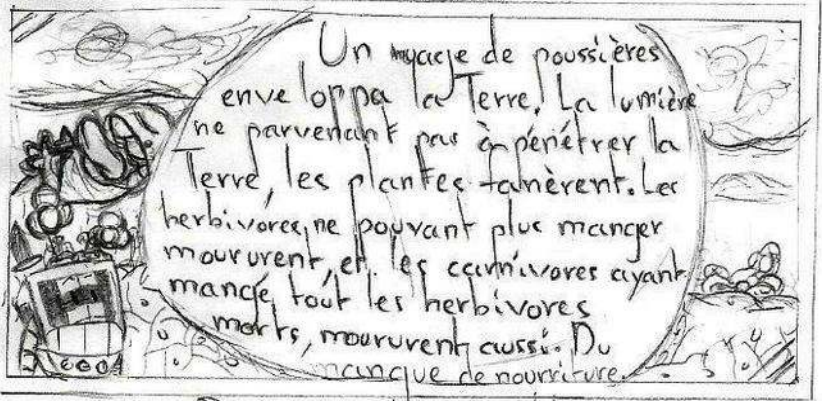 Un nuage de poussières
enveloppa la Terre. La lumière
ne parvenant pas à pénétrer la
Terre, les plantes fanèrent. Les
herbivores, ne pouvant plus manger
moururent, et les carnivores ayant
mangé tout les herbivores
morts, moururent aussi. Du
manque de nourriture.